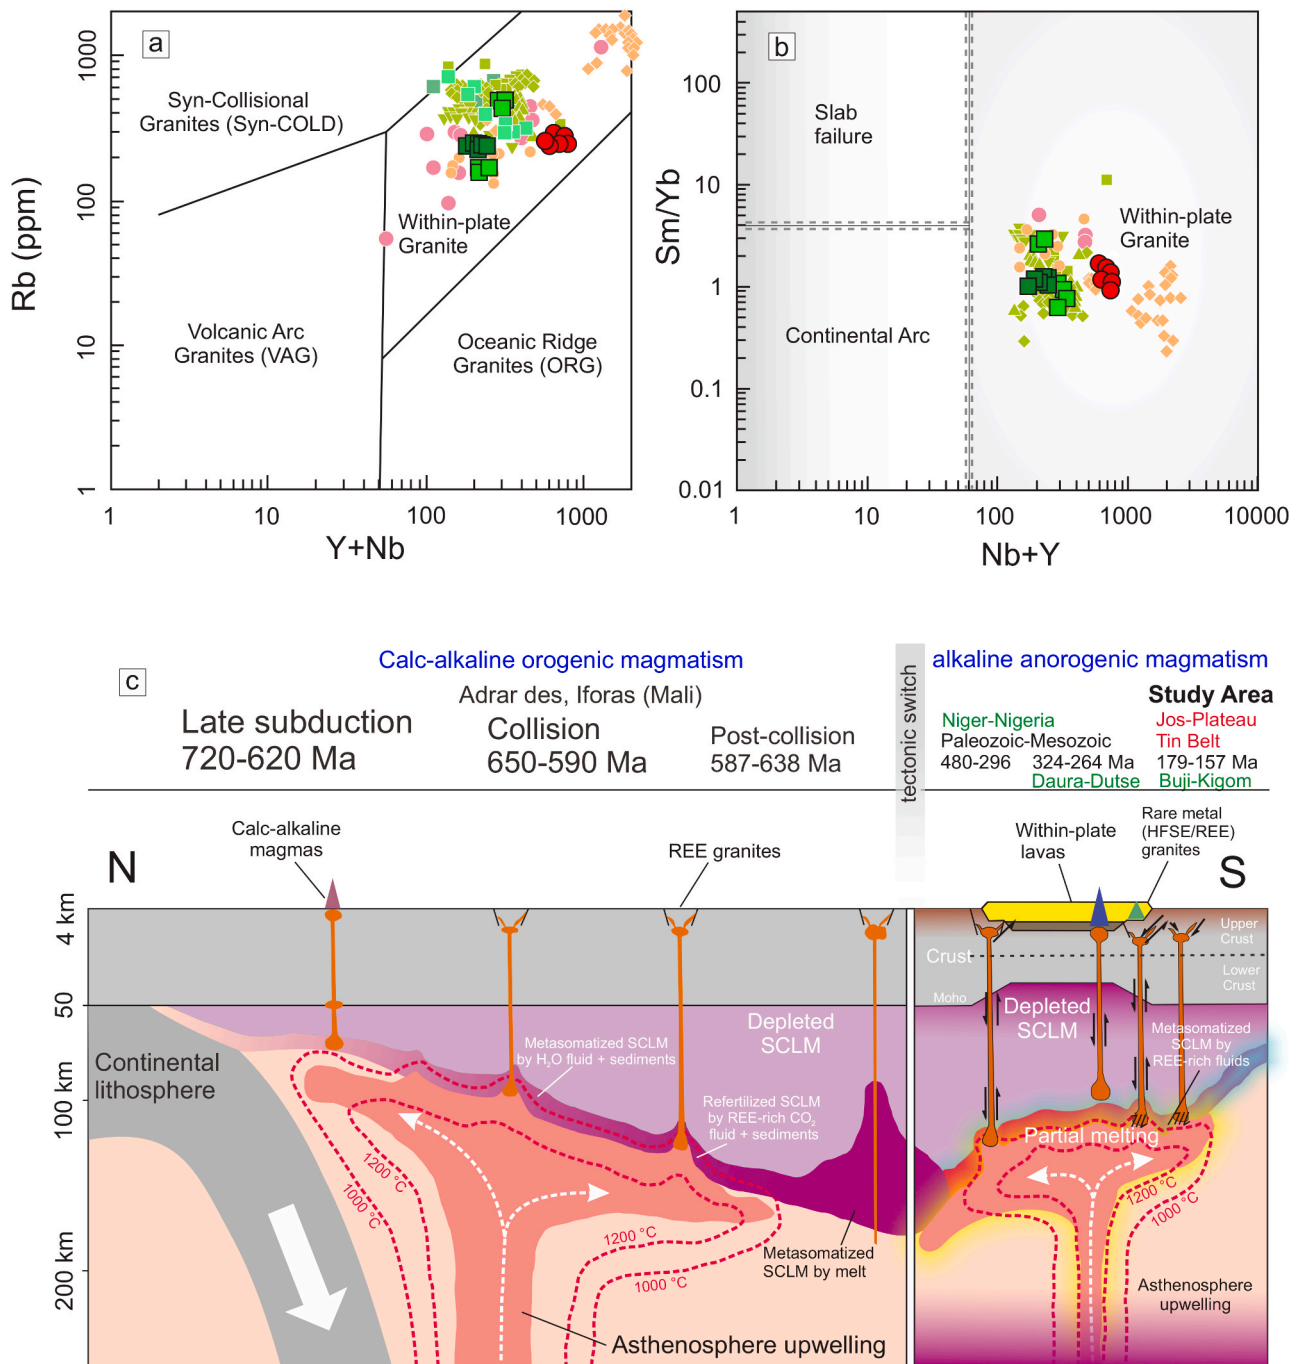 a
Syn-Collisional
Granites (Syn-COLD)
Within-plate
Granite
Volcanic Arc
Granites (VAG)
Oceanic Ridge
Granites (ORG)
Rb (ppm)
1000
100
10
1
1
10
100
1000
Y+Nb
b
Slab
failure
Within-plate
Granite
Continental Arc
Sm/Yb
100
10
1
0.1
0.01
1
10
100
1000
10000
Nb+Y
c
Calc-alkaline orogenic magmatism
Adrar des, Iforas (Mali)
Late subduction
720-620 Ma
Collision
650-590 Ma
Post-collision
587-638 Ma
tectonic switch
alkaline anorogenic magmatism
Study Area
Niger-Nigeria
Jos-Plateau
Paleozoic-Mesozoic
Tin Belt
480-296
324-264 Ma
179-157 Ma
Daura-Dutse
Buji-Kigom
N
Calc-alkaline
magmas
REE granites
Within-plate
lavas
Rare metal
(HFSE/REE)
granites
S
4 km
50
100 km
200 km
Continental
lithosphere
Depleted
SCLM
Metasomatized SCLM
by H₂O fluid + sediments
Refertilized SCLM
by REE-rich CO₂
fluid + sediments
1200 °C
1000 °C
1200 °C
1000 °C
Metasomatized
SCLM by melt
Asthenosphere upwelling
Upper
Crust
Crust
Lower
Crust
Moho
Depleted
SCLM
Metasomatized
SCLM by
REE-rich fluids
Partial melting
1200 °C
1000 °C
Asthenosphere
upwelling